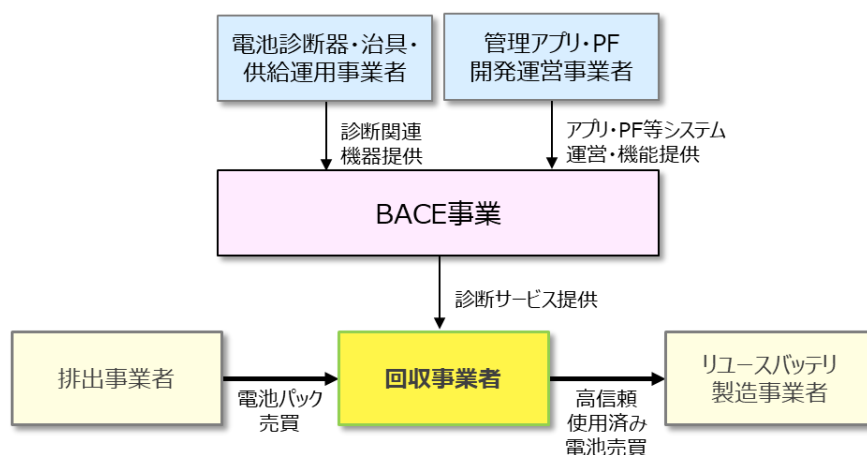 電池診断器・治具・
供給運用事業者
管理アプリ・PF
開発運営事業者
診断関連
機器提供
アプリ・PF等システム
運営・機能提供
BACE事業
診断サービス提供
排出事業者
電池パック
売買
回収事業者
高信頼
使用済み
電池売買
リユースバッテリ
製造事業者